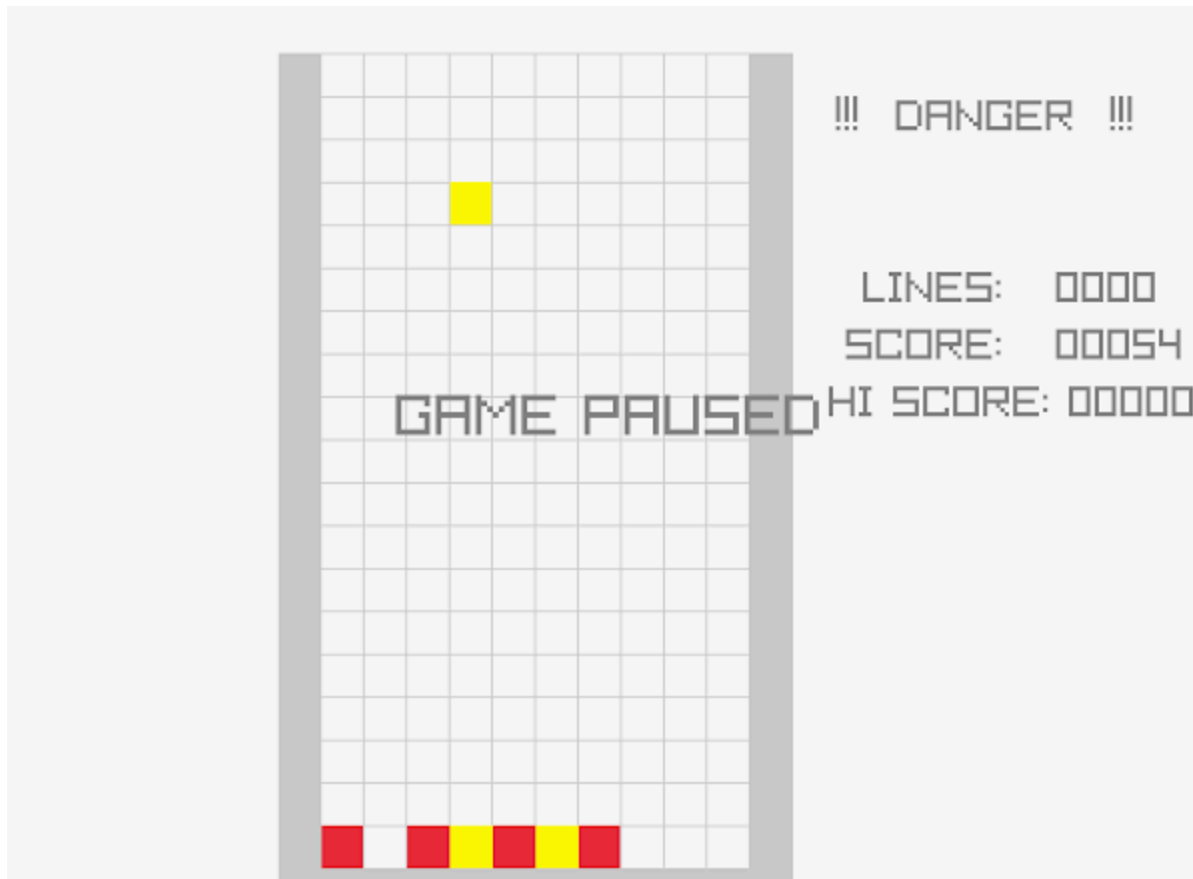 !!! DANGER !!!
LINES: 0000
SCORE: 00054
GAME PAUSED
HI SCORE: 00000